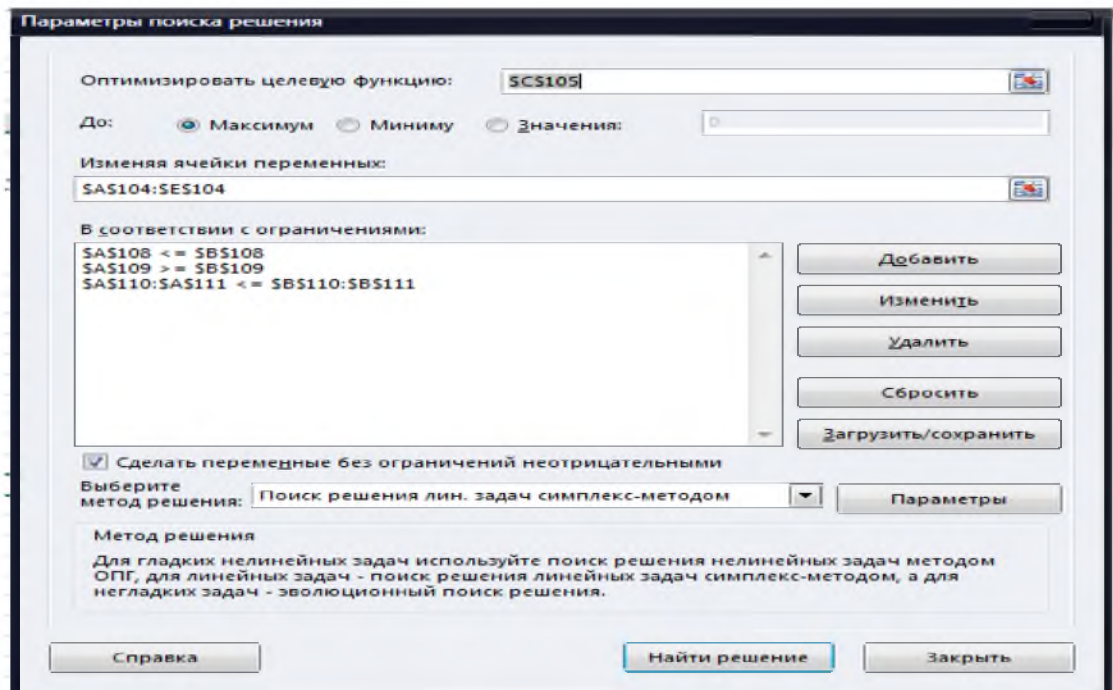 Параметры поиска решения
Оптимизировать целевую функцию: $C$105
До: Максимум Миниму Значения: 0
Изменяя ячейки переменных:
$A$104:$E$104
В соответствии с ограничениями:
$A$108 <= $B$108
$A$109 >= $B$109
$A$110:$A$111 <= $B$110:$B$111
Добавить
Изменить
Удалить
Сбросить
Загрузить/сохранить
Сделать переменные без ограничений неотрицательными
Выберите
метод решения: Поиск решения лин. задач симплекс-методом Параметры
Метод решения
Для гладких нелинейных задач используйте поиск решения нелинейных задач методом
ОПГ, для линейных задач - поиск решения линейных задач симплекс-методом, а для
негладких задач - эволюционный поиск решения.
Справка Найти решение Закрыть